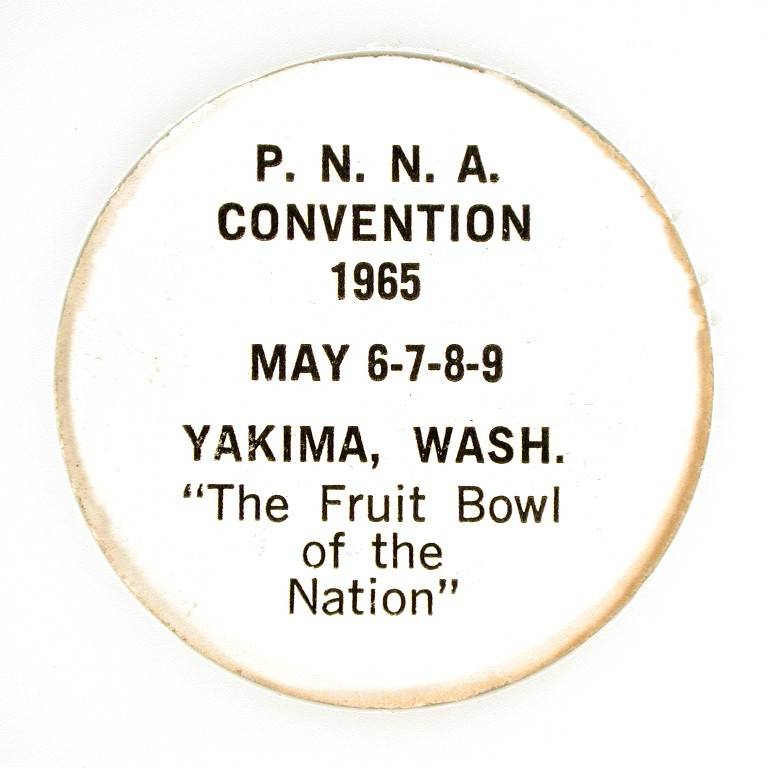 P. N. N. A.
CONVENTION
1965
MAY 6-7-8-9
YAKIMA, WASH.
“The Fruit Bowl
of the
Nation”